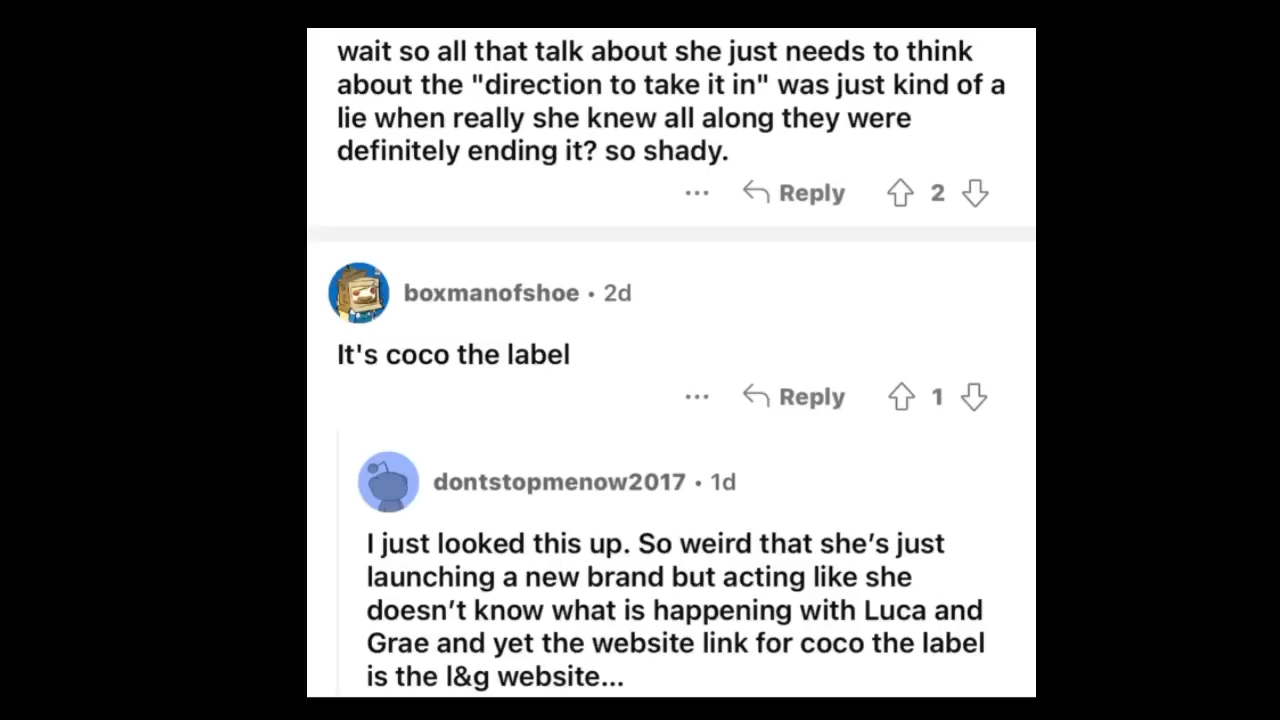 wait so all that talk about she just needs to think
about the "direction to take it in" was just kind of a
lie when really she knew all along they were
definitely ending it? so shady.
... Reply 2
boxmanofshoe • 2d
It's coco the label
... Reply 1
dontstopmenow2017 • 1d
I just looked this up. So weird that she’s just
launching a new brand but acting like she
doesn’t know what is happening with Luca and
Grae and yet the website link for coco the label
is the l&g website...